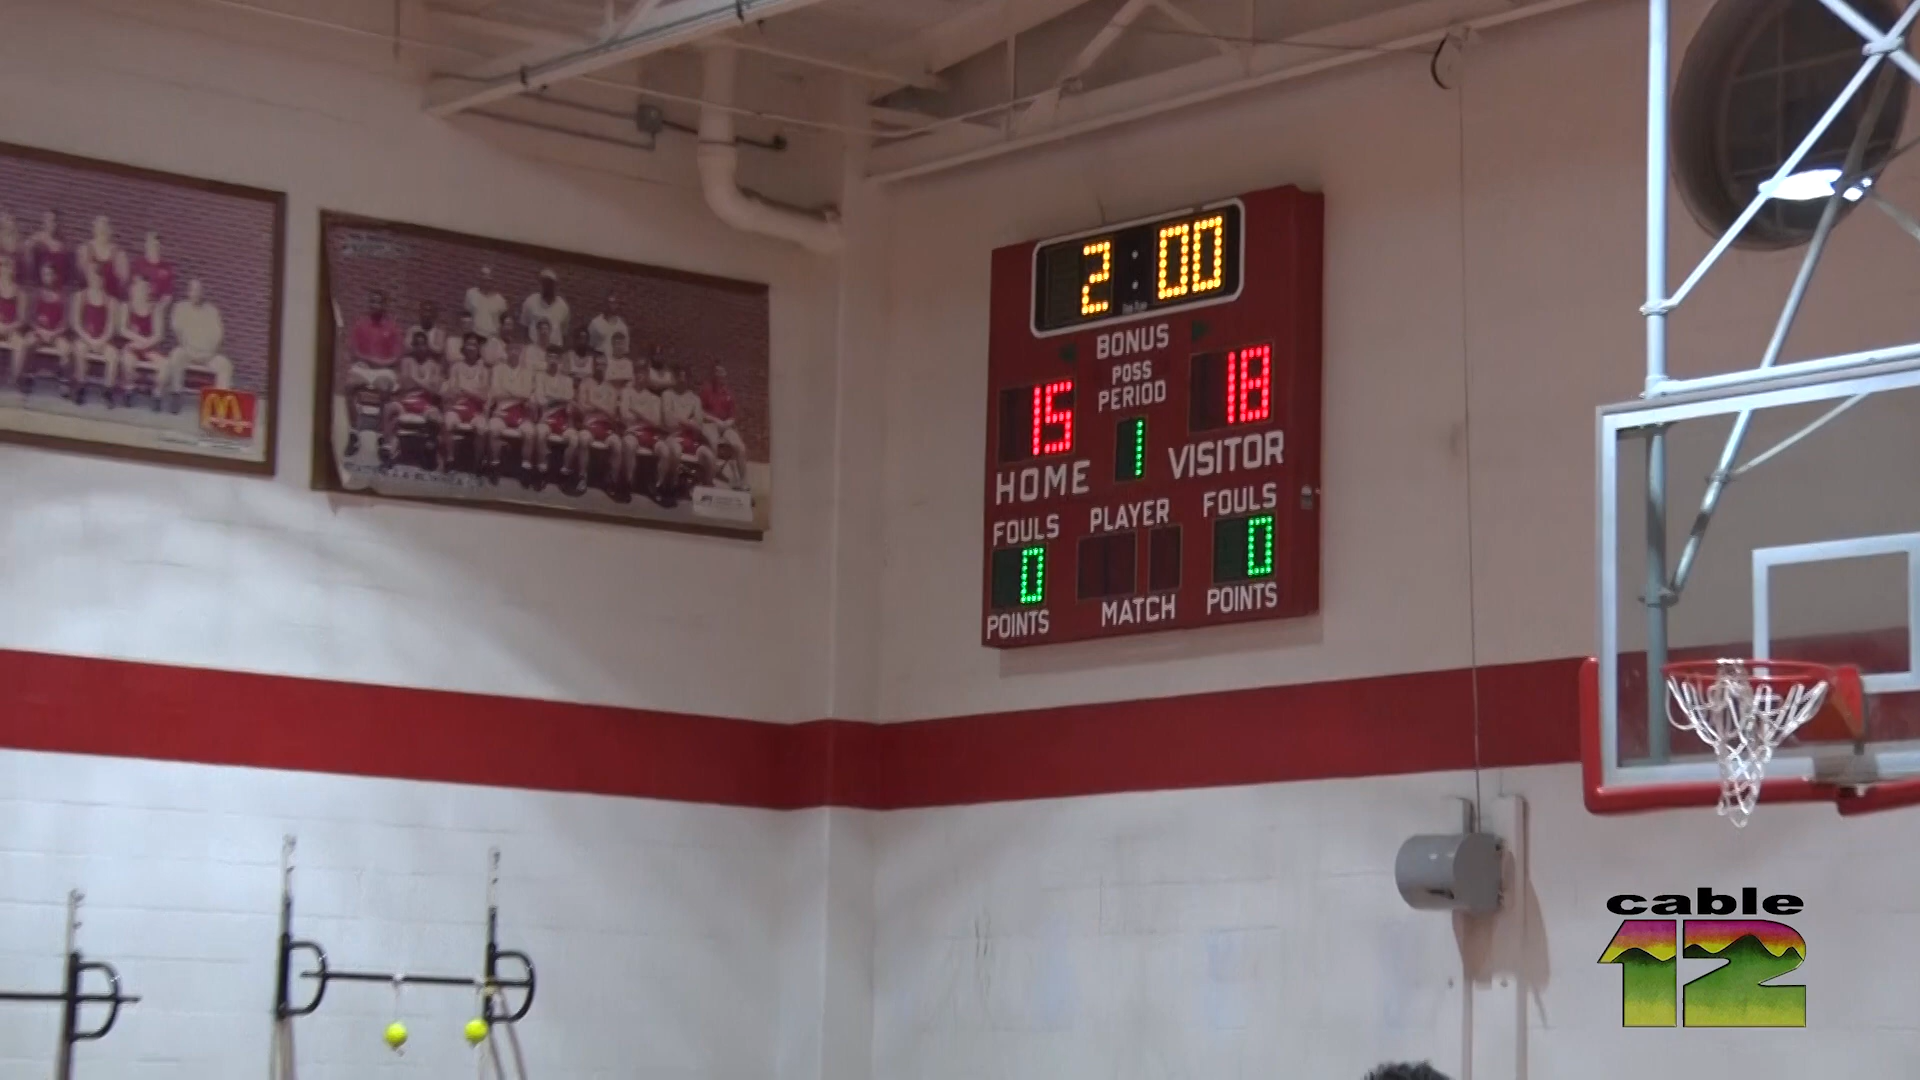 2:00
BONUS
POSS
PERIOD
15 1 18
HOME VISITOR
FOULS PLAYER FOULS
0 0
POINTS MATCH POINTS
cable
12